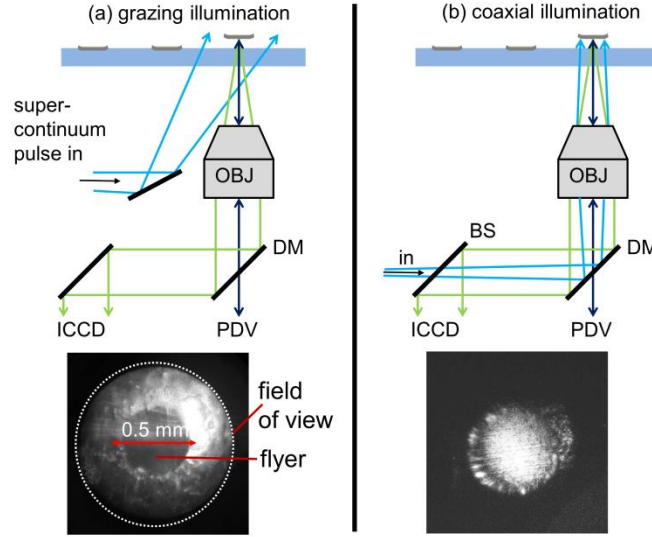 (a) grazing illumination
super-
continuum
pulse in
OBJ
DM
ICCD
PDV
0.5 mm
field
of view
flyer
(b) coaxial illumination
OBJ
BS
in
DM
ICCD
PDV